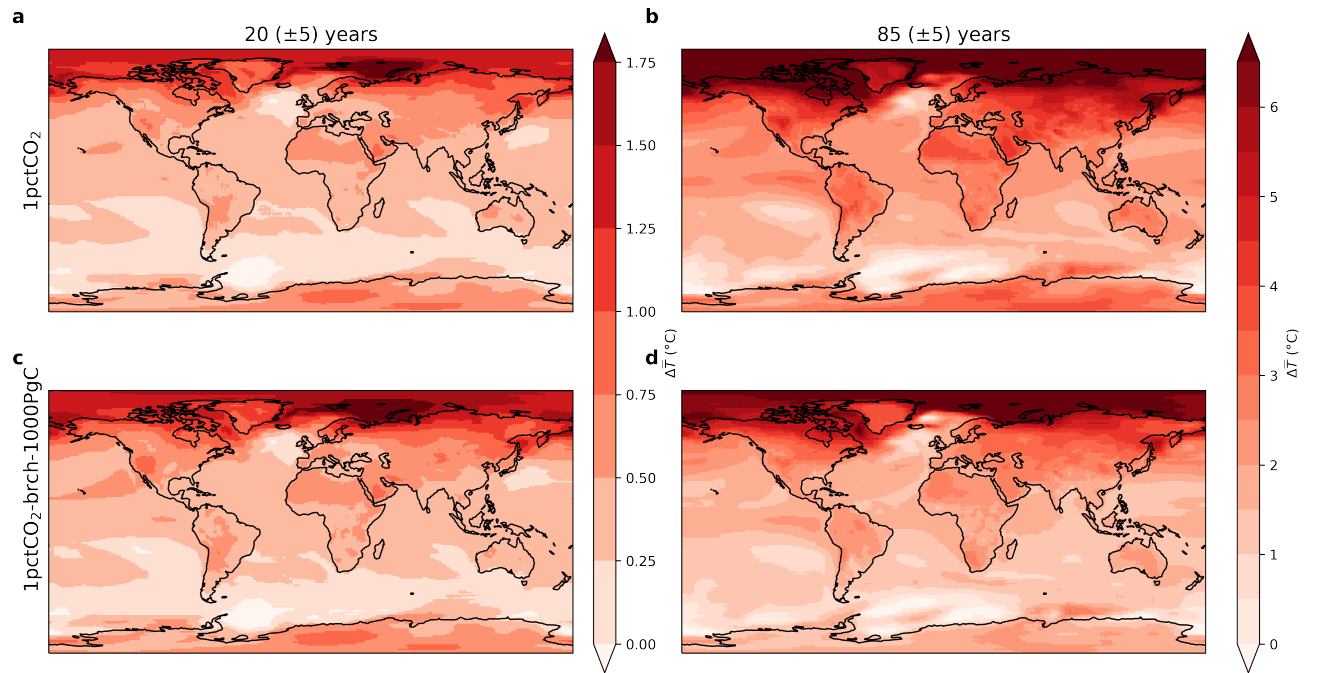 a
b
20 (±5) years
85 (±5) years
1pctCO₂
1.75
1.50
1.25
1.00
0.75
0.50
0.25
0.00
ΔT̿ (°C)
6
5
4
3
2
1
0
ΔT̿ (°C)
c
d
1pctCO₂-brch-1000PgC